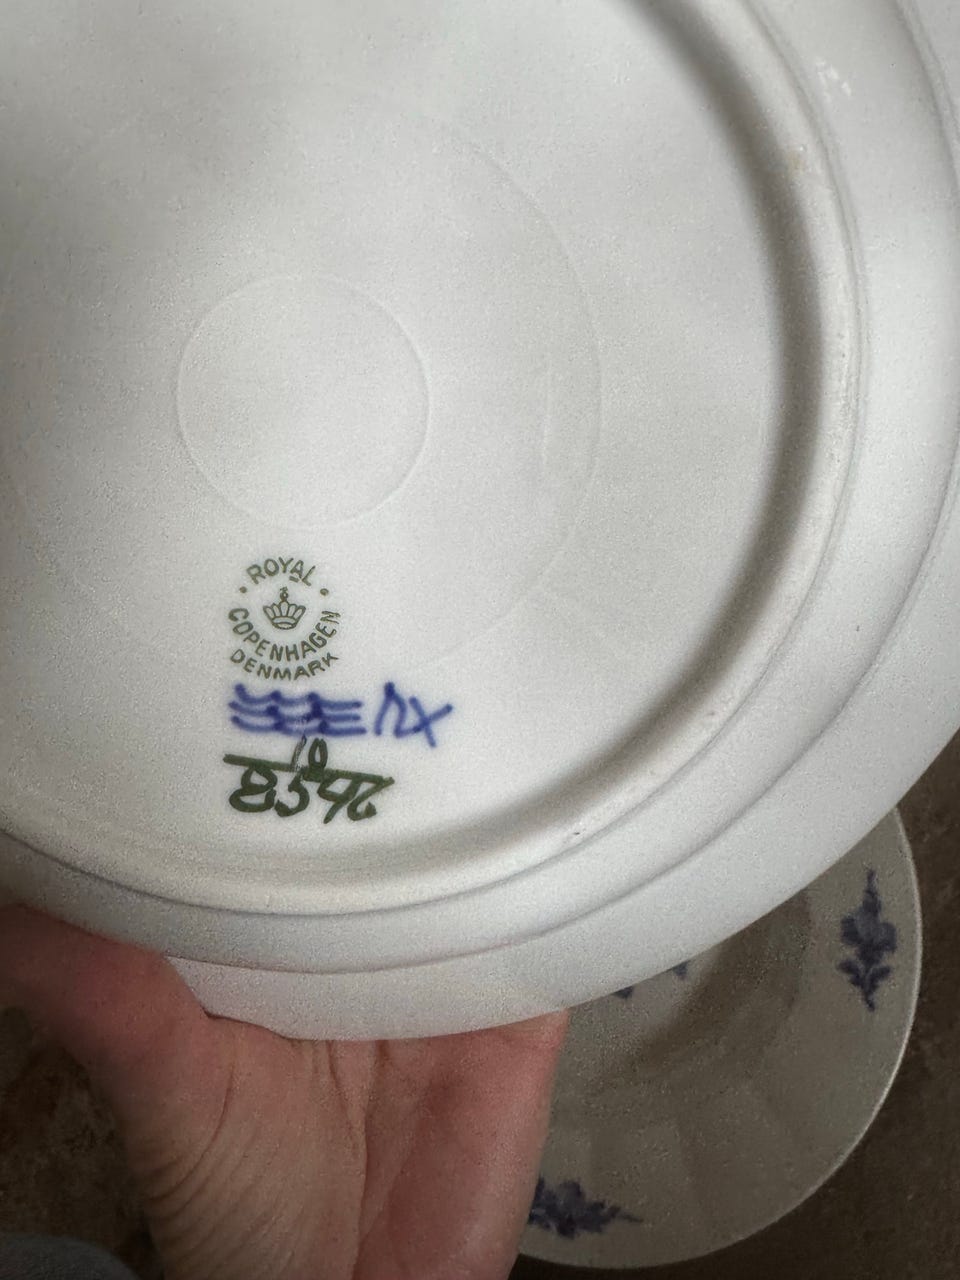 ROYAL
COPENHAGEN
DENMARK
10
8546